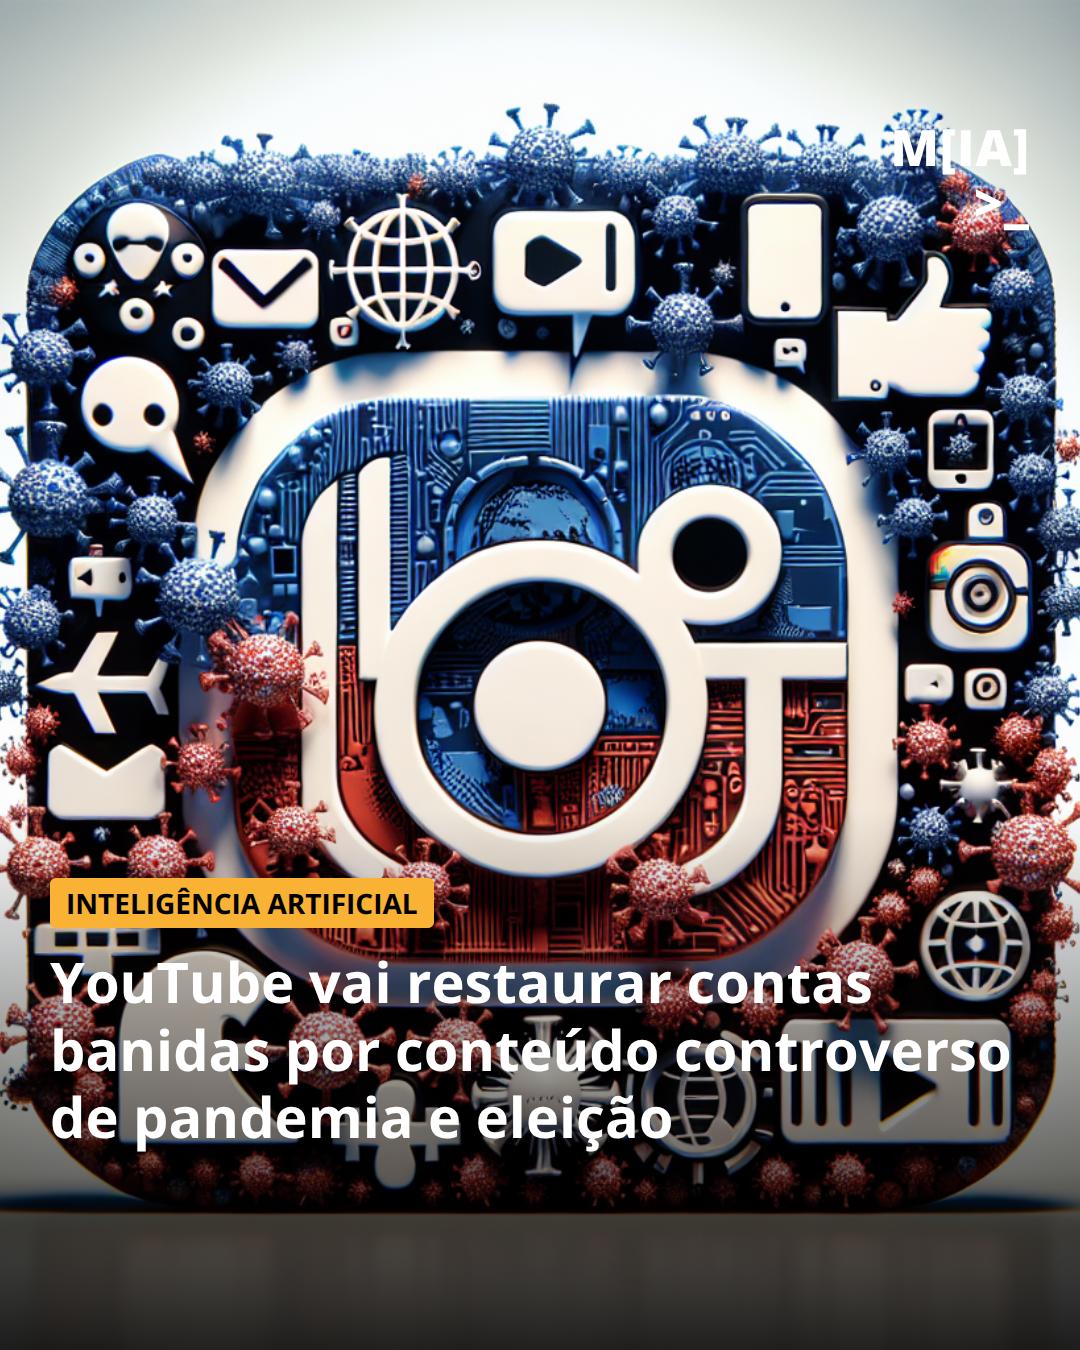 M[IA]
>_
INTELIGÊNCIA ARTIFICIAL
YouTube vai restaurar contas
banidas por conteúdo controverso
de pandemia e eleição